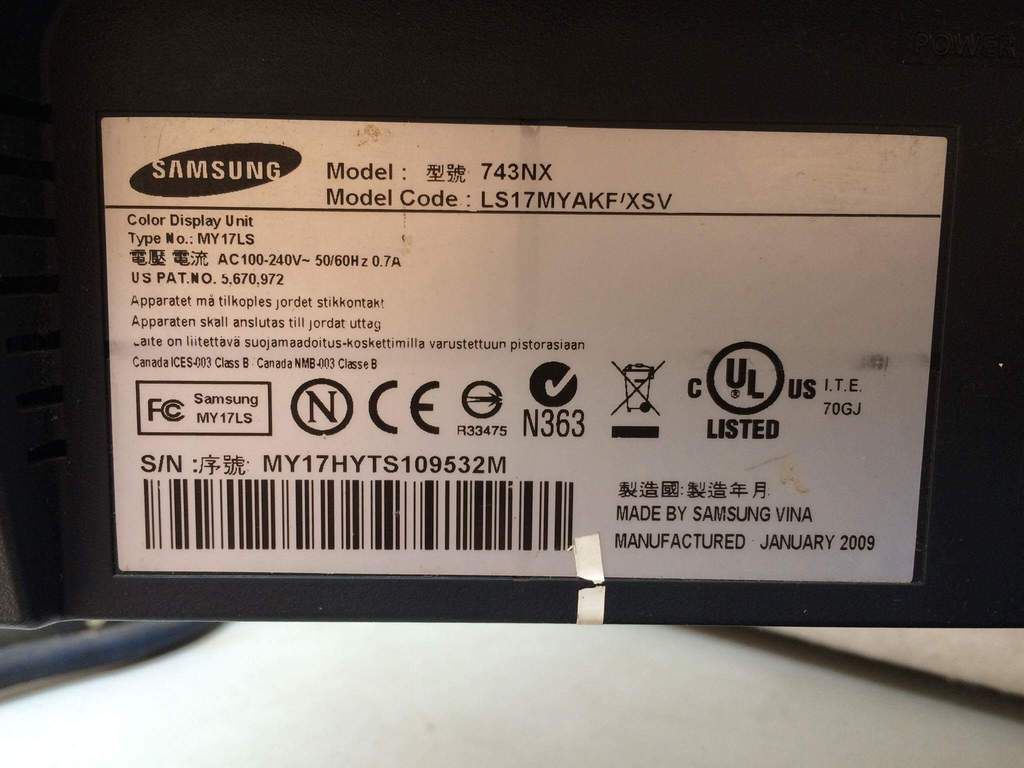 POWER
SAMSUNG
Model : 型號 743NX
Model Code : LS17MYAKF/XSV
Color Display Unit
Type No.: MY17LS
電壓 電流 AC100-240V~ 50/60Hz 0.7A
US PAT.NO. 5,670,972
Apparatet må tilkoples jordet stikkontakt
Apparaten skall anslutas till jordat uttag
Laite on liitettävä suojamaadoitus-koskettimilla varustettuun pistorasiaan
Canada ICES-003 Class B / Canada NMB-003 Classe B
FC Samsung MY17LS
N
CE
R33475
N363
C UL US LISTED
I.T.E.
70GJ
S/N :序號: MY17HYTS109532M
製造國:製造年月
MADE BY SAMSUNG VINA
MANUFACTURED : JANUARY 2009